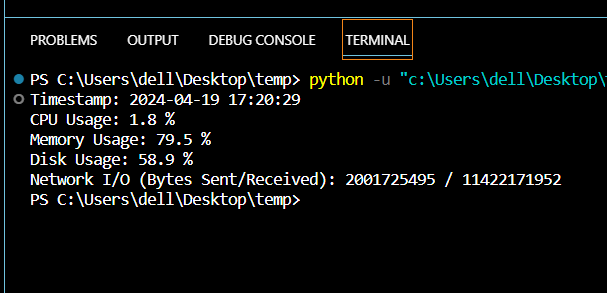 PROBLEMS OUTPUT DEBUG CONSOLE TERMINAL
PS C:\Users\dell\Desktop\temp> python -u "c:\Users\dell\Desktop\
Timestamp: 2024-04-19 17:20:29
CPU Usage: 1.8 %
Memory Usage: 79.5 %
Disk Usage: 58.9 %
Network I/O (Bytes Sent/Received): 2001725495 / 11422171952
PS C:\Users\dell\Desktop\temp>